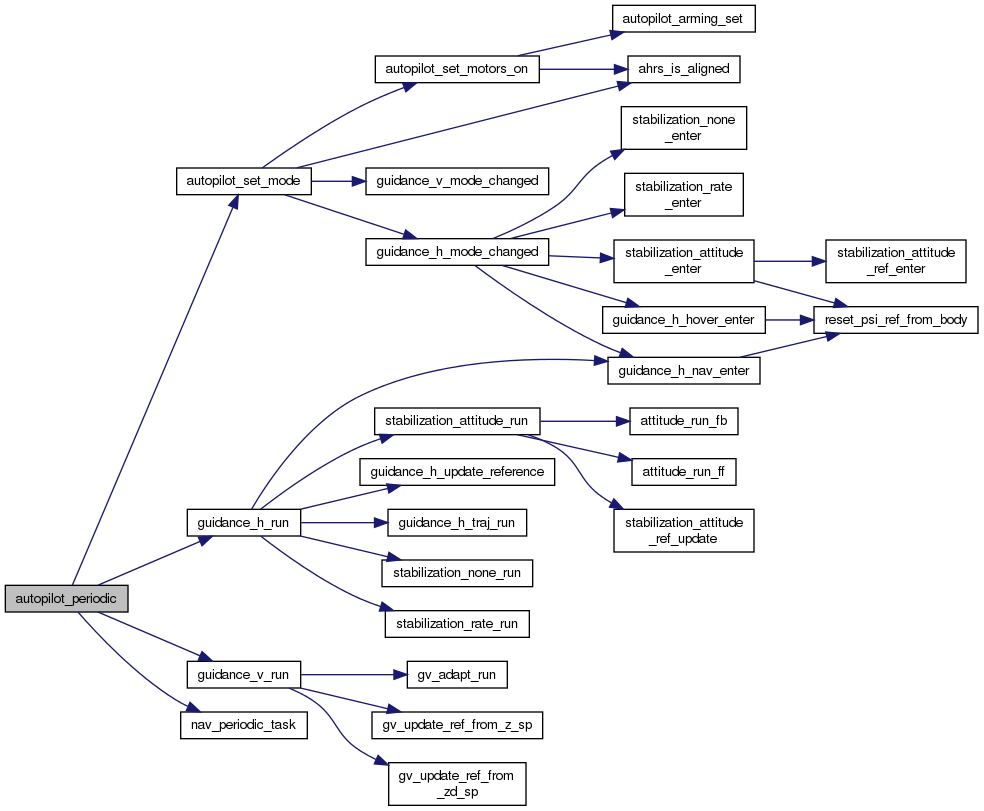 autopilot_arming_set
autopilot_set_motors_on
ahrs_is_aligned
stabilization_none
_enter
autopilot_set_mode
guidance_v_mode_changed
stabilization_rate
_enter
guidance_h_mode_changed
stabilization_attitude
_enter
stabilization_attitude
_ref_enter
guidance_h_hover_enter
reset_psi_ref_from_body
guidance_h_nav_enter
stabilization_attitude_run
attitude_run_fb
guidance_h_update_reference
attitude_run_ff
guidance_h_run
guidance_h_traj_run
stabilization_attitude
_ref_update
stabilization_none_run
autopilot_periodic
stabilization_rate_run
guidance_v_run
gv_adapt_run
nav_periodic_task
gv_update_ref_from_z_sp
gv_update_ref_from
_zd_sp